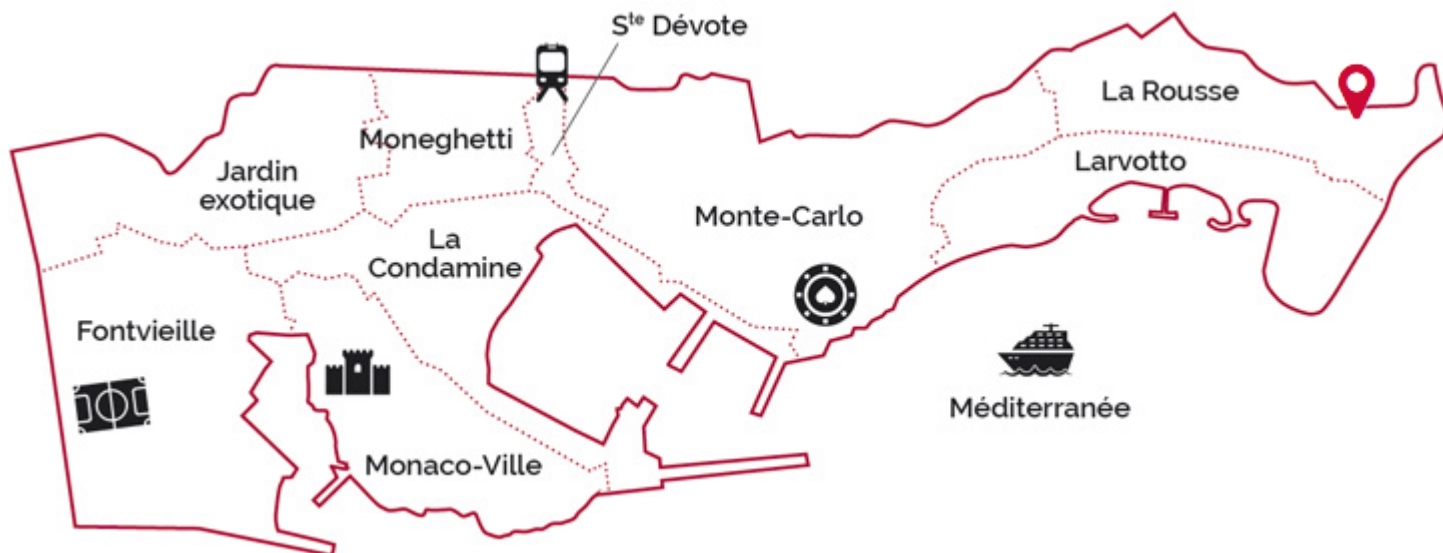 Sᵗᵉ Dévote
La Rousse
Moneghetti
Larvotto
Jardin
exotique
Monte-Carlo
La
Condamine
Fontvieille
Méditerranée
Monaco-Ville